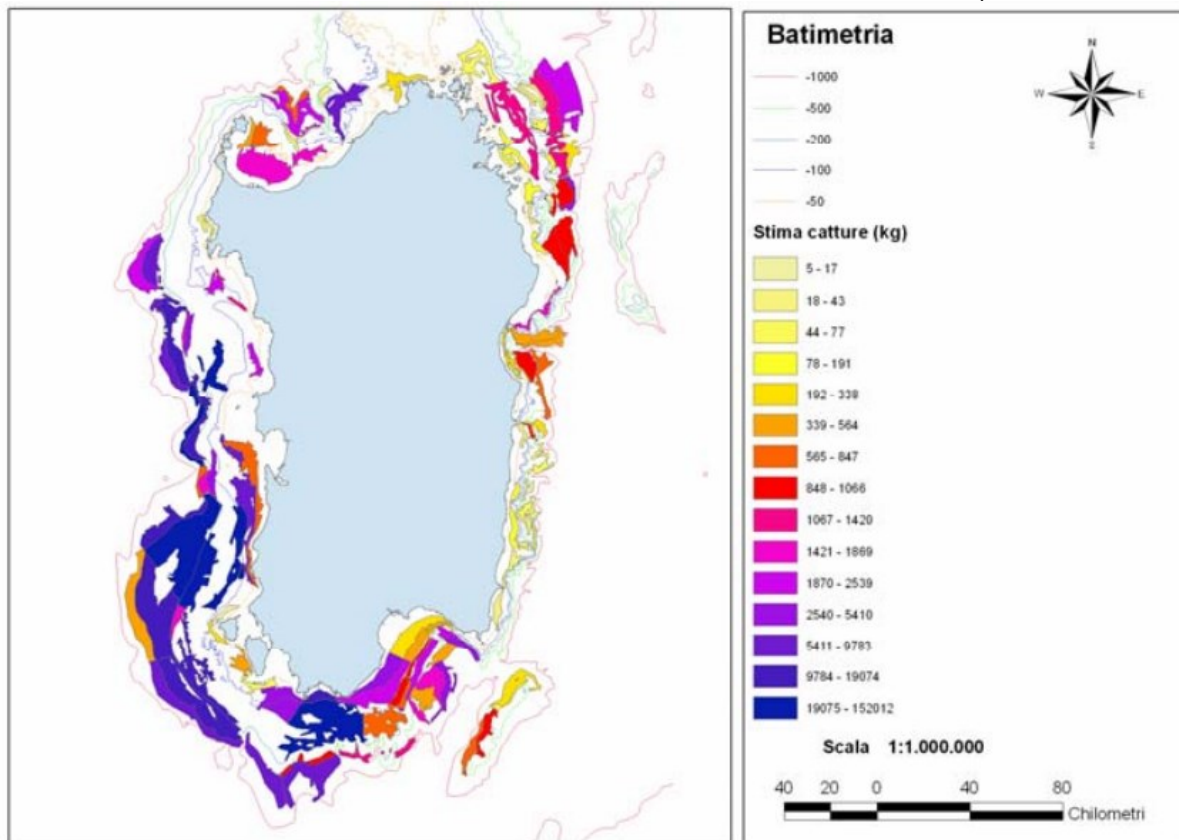 Batimetria
N
W
E
S
-1000
-500
-200
-100
-50
Stima catture (kg)
5 - 17
18 - 43
44 - 77
78 - 191
192 - 339
339 - 564
565 - 847
848 - 1066
1067 - 1420
1421 - 1869
1870 - 2539
2540 - 5410
5411 - 9783
9784 - 19074
19075 - 152012
Scala 1:1.000.000
40 20 0 40 80
Chilometri